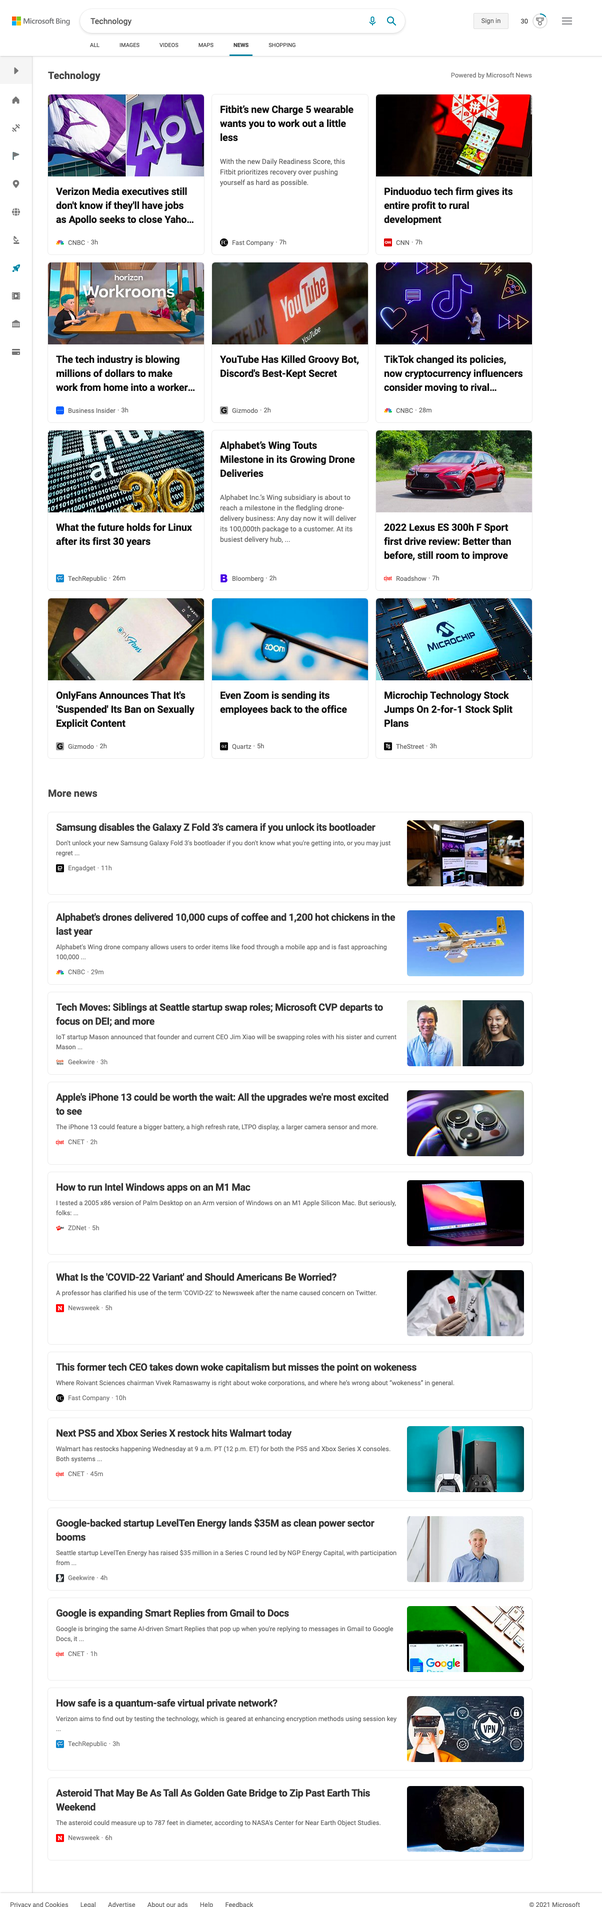 Microsoft Bing
Technology
Sign in
30
ALL
IMAGES
VIDEOS
MAPS
NEWS
SHOPPING
Technology
Powered by Microsoft News
Aol
Verizon Media executives still
don't know if they'll have jobs
as Apollo seeks to close Yaho...
CNBC · 3h
Fitbit's new Charge 5 wearable
wants you to work out a little
less
With the new Daily Readiness Score, this
Fitbit prioritizes recovery over pushing
yourself as hard as possible.
Fast Company · 7h
Pinduoduo tech firm gives its
entire profit to rural
development
CNN · 7h
horizon
Workrooms
The tech industry is blowing
millions of dollars to make
work from home into a worker...
Business Insider · 3h
NETFLIX
YouTube
YouTube
YouTube Has Killed Groovy Bot,
Discord's Best-Kept Secret
Gizmodo · 2h
TikTok changed its policies,
now cryptocurrency influencers
consider moving to rival...
CNBC · 28m
Linux
at
30
What the future holds for Linux
after its first 30 years
TechRepublic · 26m
Alphabet's Wing Touts
Milestone in its Growing Drone
Deliveries
Alphabet Inc.'s Wing subsidiary is about to
reach a milestone in the fledgling drone-
delivery business: Any day now it will deliver
its 100,000th package to a customer. At its
busiest delivery hub, ...
Bloomberg · 2h
2022 Lexus ES 300h F Sport
first drive review: Better than
before, still room to improve
Roadshow · 7h
OnlyFans
OnlyFans Announces That It's
'Suspended' Its Ban on Sexually
Explicit Content
Gizmodo · 2h
zoom
Even Zoom is sending its
employees back to the office
Quartz · 5h
MICROCHIP
Microchip Technology Stock
Jumps On 2-for-1 Stock Split
Plans
TheStreet · 3h
More news
Samsung disables the Galaxy Z Fold 3's camera if you unlock its bootloader
Don't unlock your new Samsung Galaxy Fold 3's bootloader if you don't know what you're getting into, or you may just
regret ...
Engadget · 11h
Alphabet's drones delivered 10,000 cups of coffee and 1,200 hot chickens in the
last year
Alphabet's Wing drone company allows users to order items like food through a mobile app and is fast approaching
100,000 ...
CNBC · 29m
Tech Moves: Siblings at Seattle startup swap roles; Microsoft CVP departs to
focus on DEI; and more
IoT startup Mason announced that founder and current CEO Jim Xiao will be swapping roles with his sister and current
Mason ...
Geekwire · 3h
Apple's iPhone 13 could be worth the wait: All the upgrades we're most excited
to see
The iPhone 13 could feature a bigger battery, a high refresh rate, LTPO display, a larger camera sensor and more.
CNET · 2h
How to run Intel Windows apps on an M1 Mac
I tested a 2005 x86 version of Palm Desktop on an Arm version of Windows on an M1 Apple Silicon Mac. But seriously,
folks: ...
ZDNet · 5h
What Is the 'COVID-22 Variant' and Should Americans Be Worried?
A professor has clarified his use of the term 'COVID-22' to Newsweek after the name caused concern on Twitter.
Newsweek · 5h
This former tech CEO takes down woke capitalism but misses the point on wokeness
Where Roivant Sciences chairman Vivek Ramaswamy is right about woke corporations, and where he's wrong about "wokeness" in general.
Fast Company · 10h
Next PS5 and Xbox Series X restock hits Walmart today
Walmart has restocks happening Wednesday at 9 a.m. PT (12 p.m. ET) for both the PS5 and Xbox Series X consoles.
Both systems ...
CNET · 45m
Google-backed startup LevelTen Energy lands $35M as clean power sector
booms
Seattle startup LevelTen Energy has raised $35 million in a Series C round led by NGP Energy Capital, with participation
from ...
Geekwire · 4h
Google is expanding Smart Replies from Gmail to Docs
Google is bringing the same AI-driven Smart Replies that pop up when you're replying to messages in Gmail to Google
Docs, it ...
CNET · 1h
Google
How safe is a quantum-safe virtual private network?
Verizon aims to find out by testing the technology, which is geared at enhancing encryption methods using session key
...
TechRepublic · 3h
VPN
Asteroid That May Be As Tall As Golden Gate Bridge to Zip Past Earth This
Weekend
The asteroid could measure up to 787 feet in diameter, according to NASA's Center for Near Earth Object Studies.
Newsweek · 6h
Privacy and Cookies
Legal
Advertise
About our ads
Help
Feedback
© 2021 Microsoft